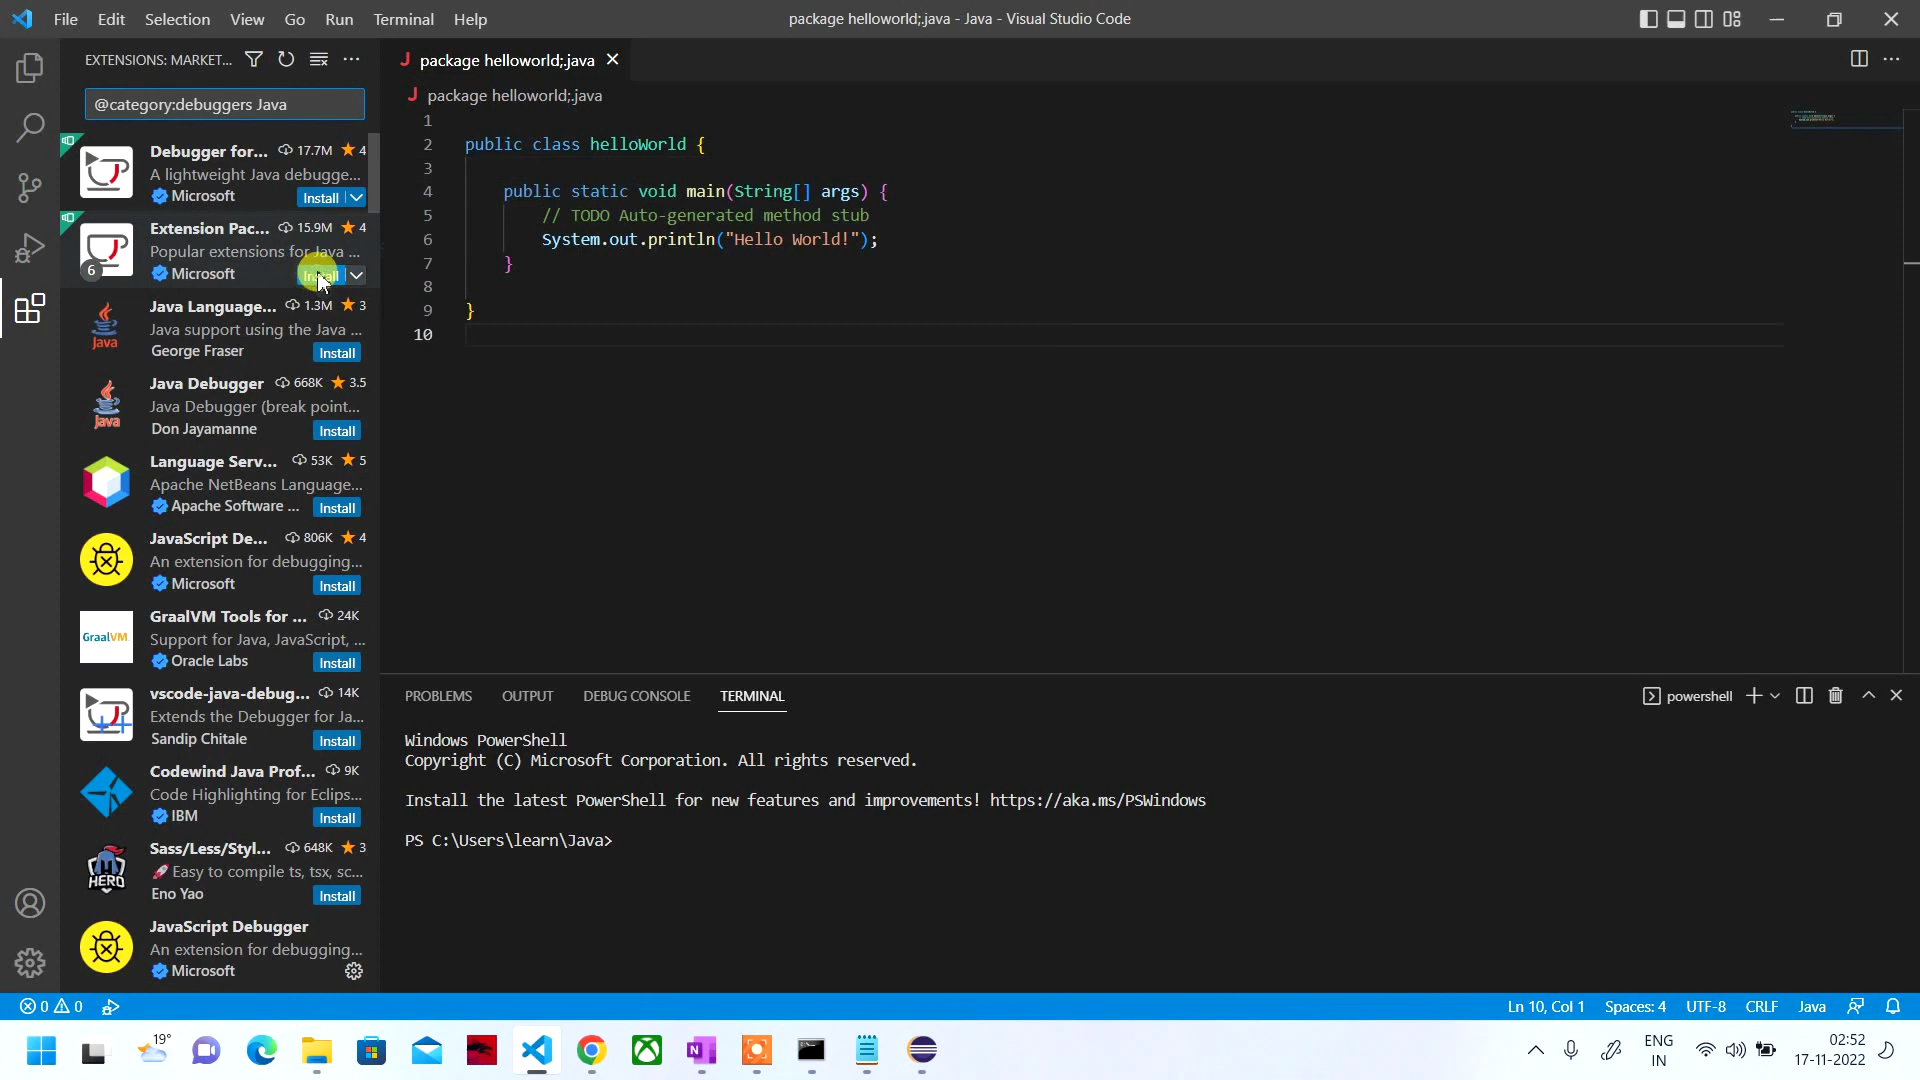 File Edit Selection View Go Run Terminal Help
package helloworld;.java - Java - Visual Studio Code
EXTENSIONS: MARKET...
@category:debuggers Java
Debugger for... 17.7M 4
A lightweight Java debugge...
Microsoft Install
Extension Pac... 15.9M 4
Popular extensions for Java ...
6 Microsoft Install
Java Language... 1.3M 3
Java support using the Java ...
Java
George Fraser Install
Java Debugger 668K 3.5
Java Debugger (break point...
Java
Don Jayamanne Install
Language Serv... 53K 5
Apache NetBeans Language...
Apache Software ... Install
JavaScript De... 806K 4
An extension for debugging...
Microsoft Install
GraalVM Tools for ... 24K
GraalVM
Support for Java, JavaScript, ...
Oracle Labs Install
vscode-java-debug... 14K
Extends the Debugger for Ja...
Sandip Chitale Install
Codewind Java Prof... 9K
Code Highlighting for Eclips...
IBM Install
Sass/Less/Styl... 648K 3
🚀Easy to compile ts, tsx, sc...
HERO
Eno Yao Install
JavaScript Debugger
An extension for debugging...
Microsoft
package helloworld;.java
package helloworld;.java
1
2 public class helloWorld {
3
4 public static void main(String[] args) {
5 // TODO Auto-generated method stub
6 System.out.println("Hello World!");
7 }
8
9 }
10
PROBLEMS OUTPUT DEBUG CONSOLE TERMINAL
powershell
Windows PowerShell
Copyright (C) Microsoft Corporation. All rights reserved.
Install the latest PowerShell for new features and improvements! https://aka.ms/PSWindows
PS C:\Users\learn\Java>
0 0
Ln 10, Col 1 Spaces: 4 UTF-8 CRLF Java
19°
ENG
IN
02:52
17-11-2022